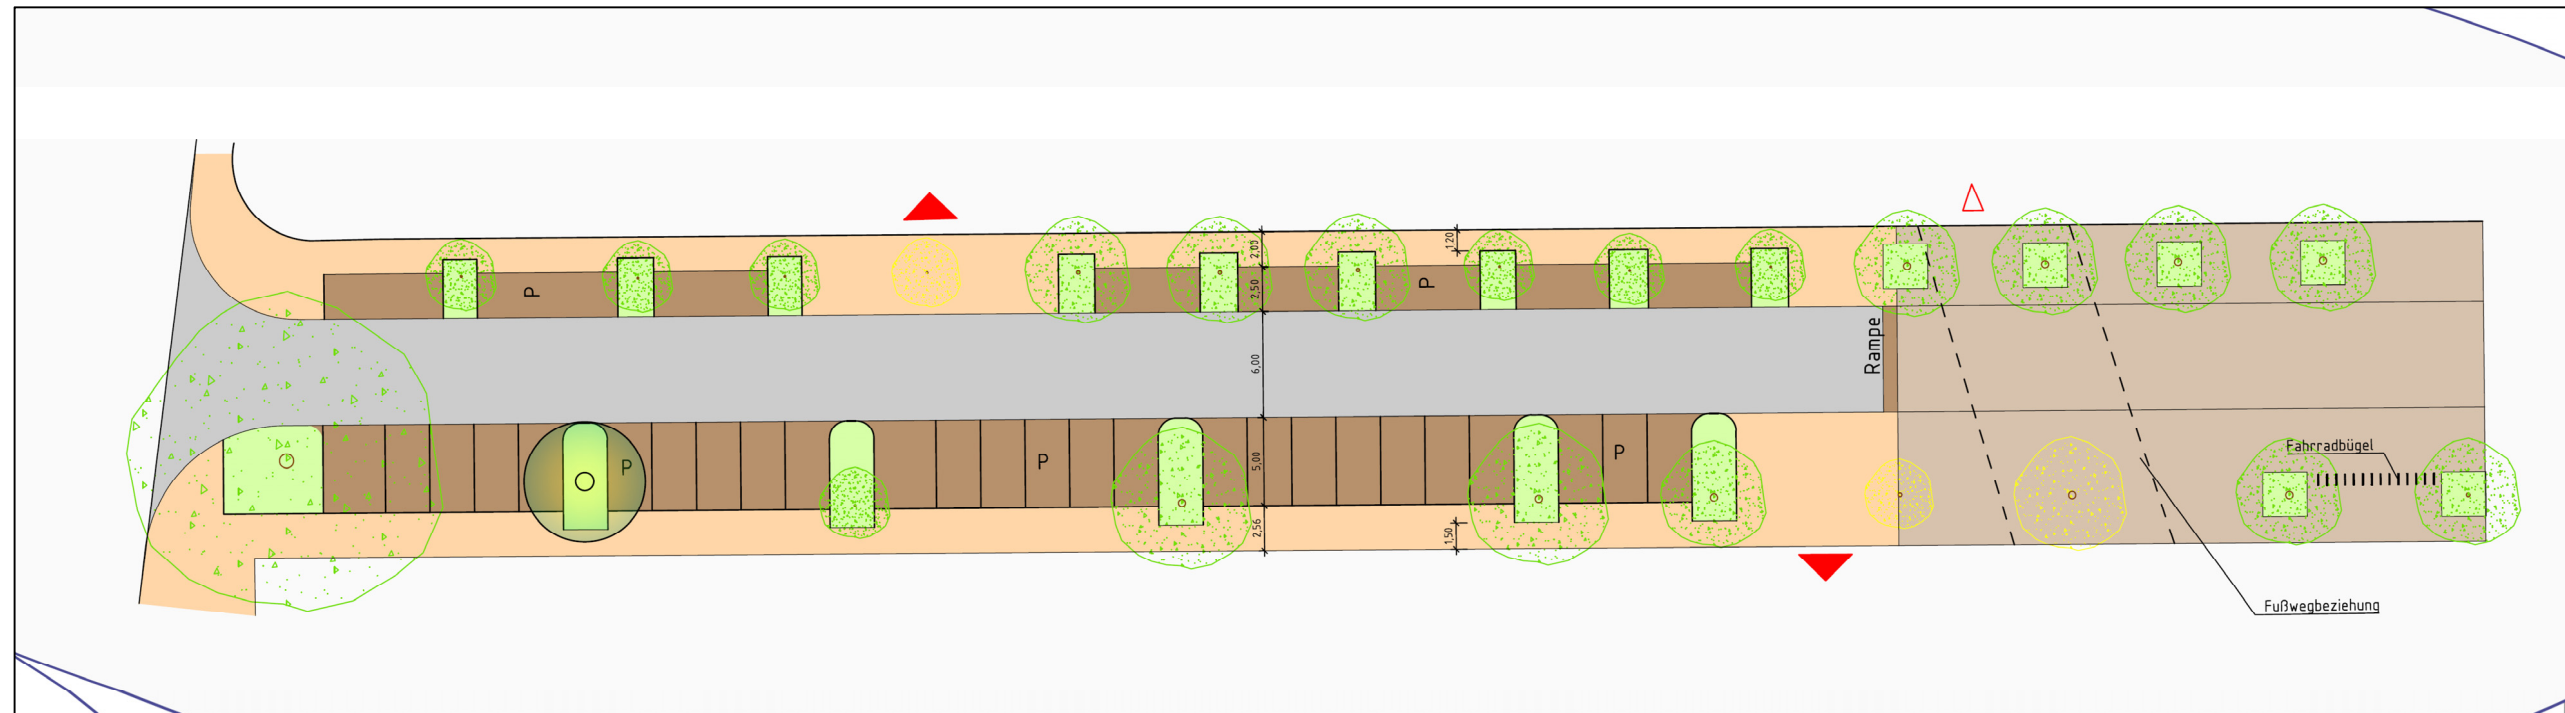 P
P
2,00
2,50
6,00
5,00
2,56
1,20
1,50
P
P
P
Rampe
Fahrradbügel
Fußwegbeziehung